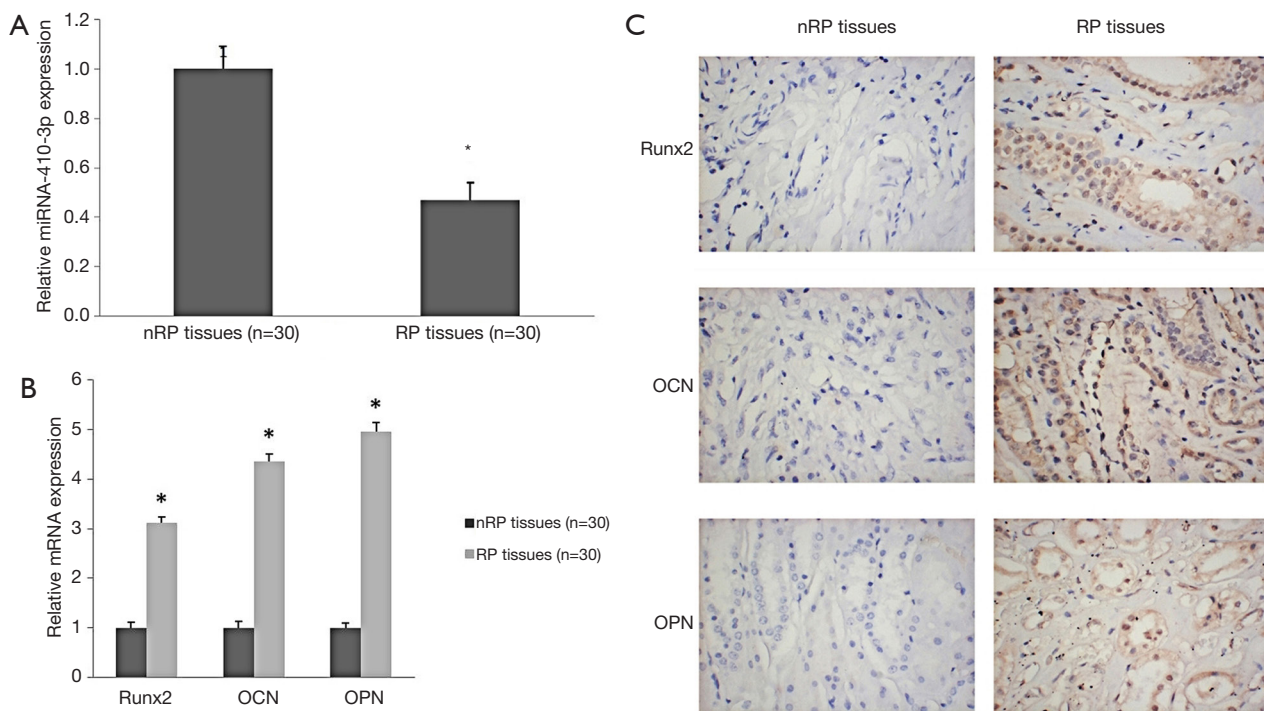 A
Relative miRNA-410-3p expression
1.2
1.0
0.8
0.6
0.4
0.2
0.0
*
nRP tissues (n=30)
RP tissues (n=30)
B
Relative mRNA expression
6
5
4
3
2
1
0
*
*
*
Runx2
OCN
OPN
nRP tissues (n=30)
RP tissues (n=30)
C
nRP tissues
RP tissues
Runx2
OCN
OPN